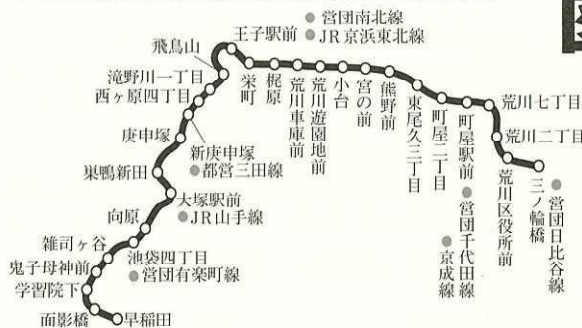 王子駅前
●営団南北線
●JR京浜東北線
飛鳥山
滝野川一丁目
西ヶ原四丁目
新庚申塚
●都営三田線
庚申塚
巣鴨新田
大塚駅前
●JR山手線
向原
池袋四丁目
●営団有楽町線
雑司ヶ谷
鬼子母神前
学習院下
面影橋
早稲田
栄町
梶原
荒川車庫前
荒川遊園地前
小台
宮の前
熊野前
東尾久三丁目
町屋二丁目
町屋駅前
●営団千代田線
●京成線
荒川七丁目
荒川二丁目
荒川区役所前
三ノ輪橋
●営団日比谷線